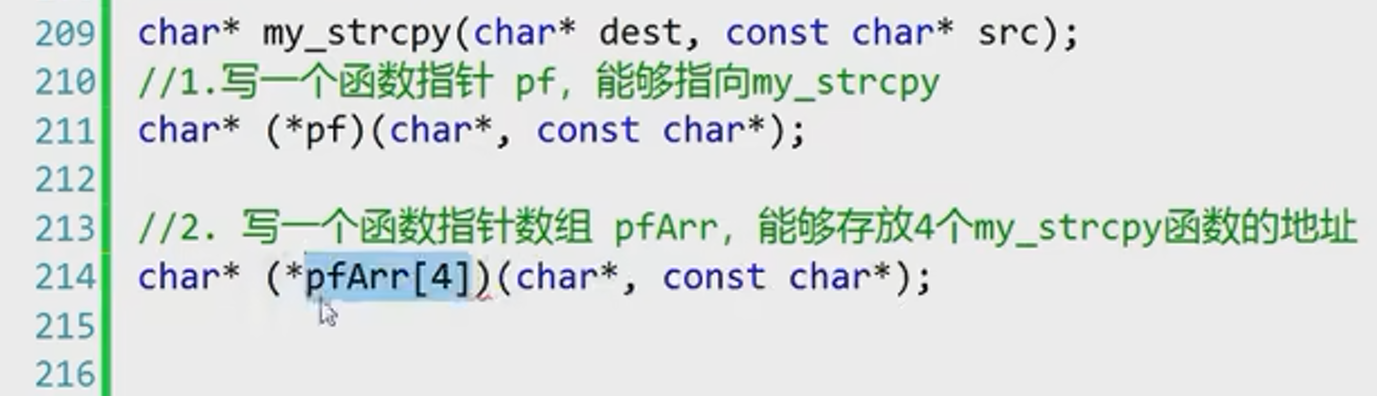 209 char* my_strcpy(char* dest, const char* src);
210 //1.写一个函数指针 pf，能够指向my_strcpy
211 char* (*pf)(char*, const char*);
212
213 //2. 写一个函数指针数组 pfArr，能够存放4个my_strcpy函数的地址
214 char* (*pfArr[4])(char*, const char*);
215
216